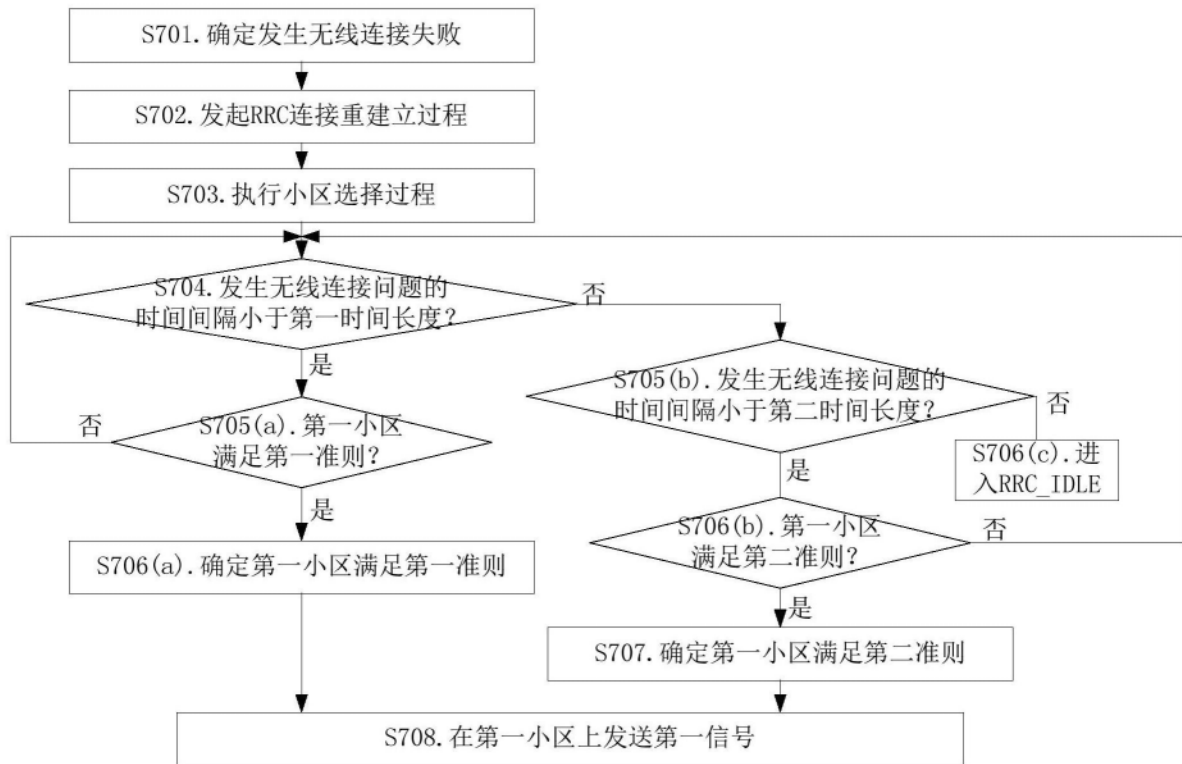 S701.确定发生无线连接失败
S702.发起RRC连接重建立过程
S703.执行小区选择过程
S704.发生无线连接问题的
时间间隔小于第一时间长度？
否
是
S705(b).发生无线连接问题的
时间间隔小于第二时间长度？
否
是
S705(a).第一小区
满足第一准则？
否
是
S706(c).进
入RRC_IDLE
S706(b).第一小区
满足第二准则？
否
是
S706(a).确定第一小区满足第一准则
S707.确定第一小区满足第二准则
S708.在第一小区上发送第一信号